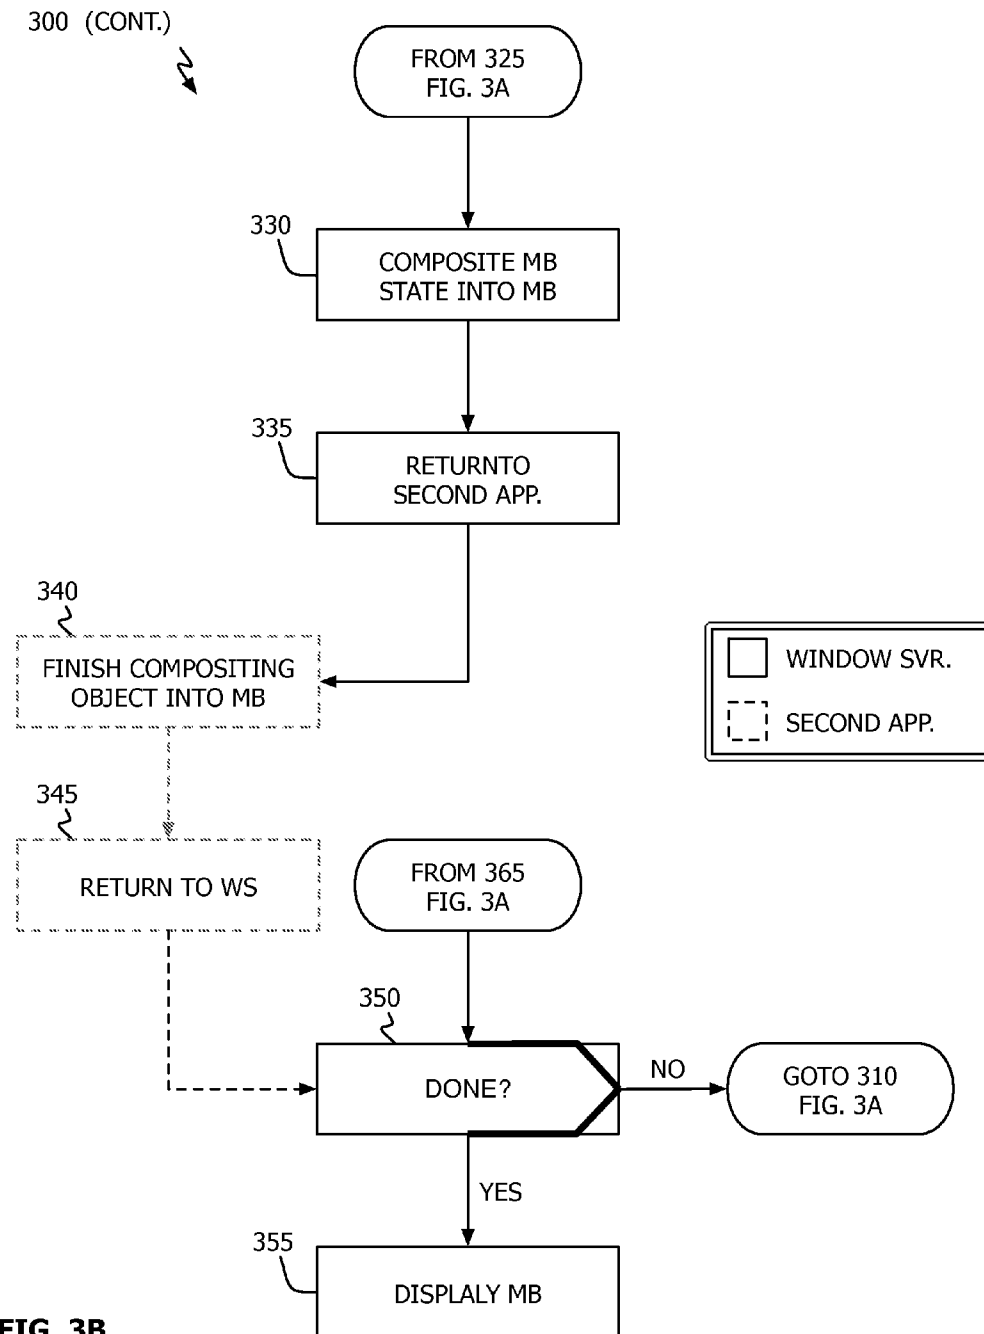 300 (CONT.)
FROM 325
FIG. 3A
330
COMPOSITE MB
STATE INTO MB
335
RETURNTO
SECOND APP.
340
FINISH COMPOSITING
OBJECT INTO MB
WINDOW SVR.
SECOND APP.
345
RETURN TO WS
FROM 365
FIG. 3A
350
DONE?
NO
GOTO 310
FIG. 3A
YES
355
DISPLALY MB
FIG. 3B